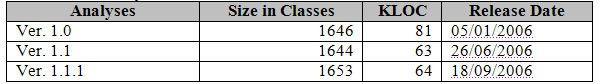 Analyses Size in Classes KLOC Release Date
Ver. 1.0 1646 81 05/01/2006
Ver. 1.1 1644 63 26/06/2006
Ver. 1.1.1 1653 64 18/09/2006